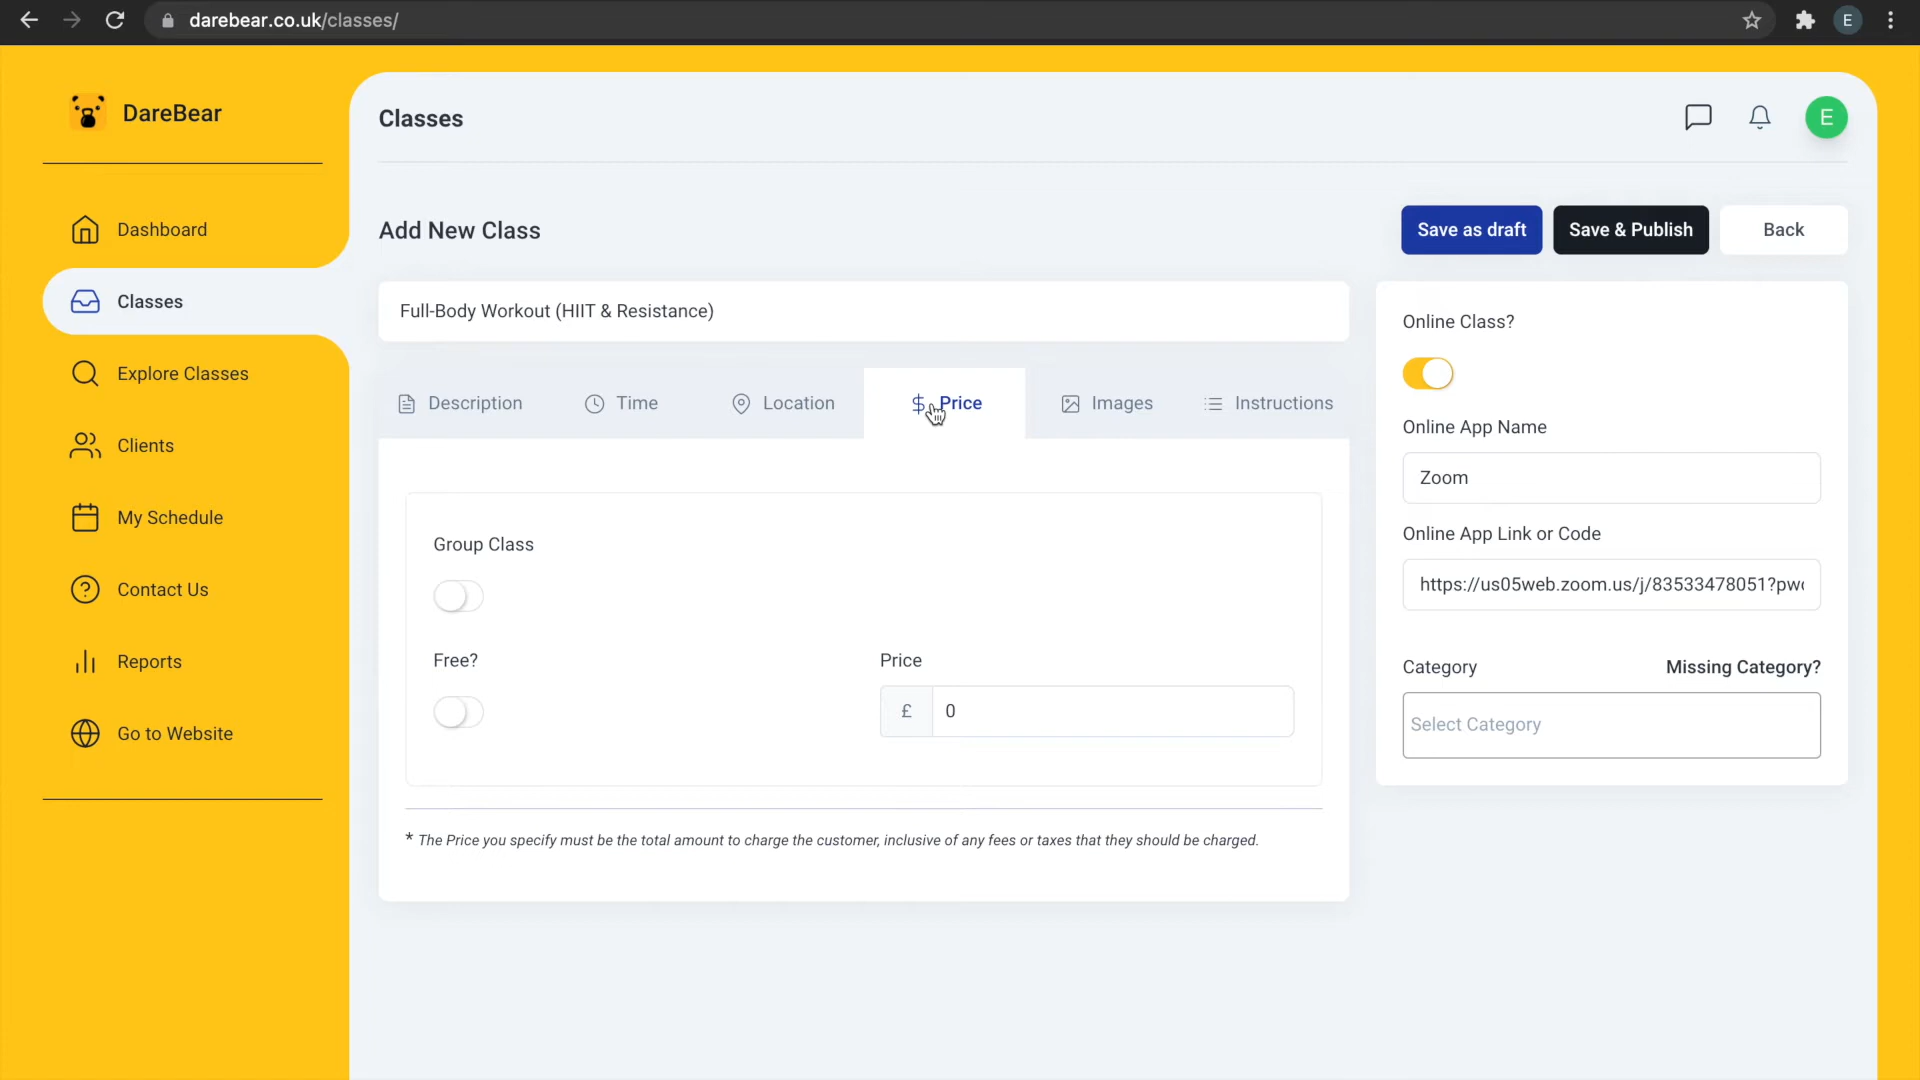 darebear.co.uk/classes/
E
DareBear
Classes
E
Dashboard
Classes
Explore Classes
Clients
My Schedule
Contact Us
Reports
Go to Website
Add New Class
Save as draft
Save & Publish
Back
Full-Body Workout (HIIT & Resistance)
Description
Time
Location
$ Price
Images
Instructions
Group Class
Free?
Price
£ 0
* The Price you specify must be the total amount to charge the customer, inclusive of any fees or taxes that they should be charged.
Online Class?
Online App Name
Zoom
Online App Link or Code
https://us05web.zoom.us/j/83533478051?pw
Category
Missing Category?
Select Category